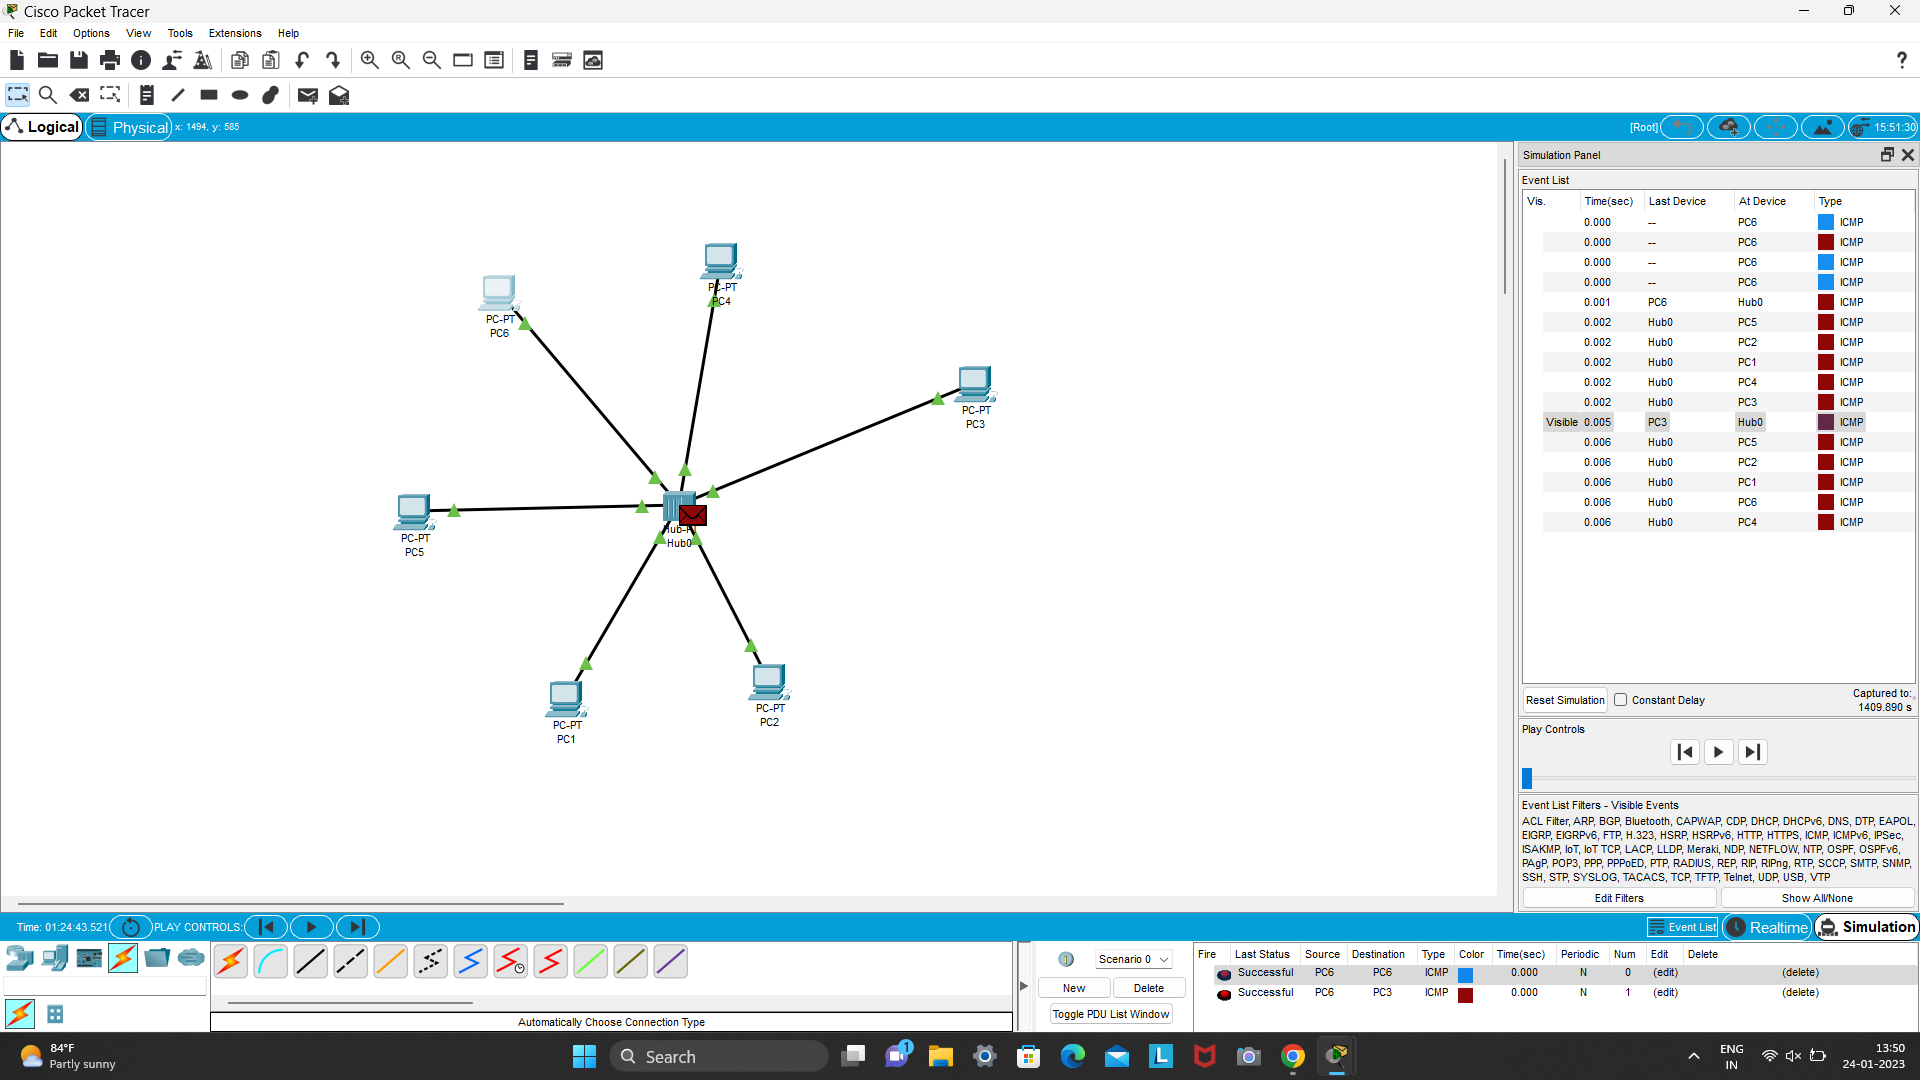 Cisco Packet Tracer
File Edit Options View Tools Extensions Help
Logical Physical x: 1494, y: 585 [Root] 15:51:30
PC-PT
PC4
PC-PT
PC6
PC-PT
PC3
PC-PT
PC5
Hub0
PC-PT
PC2
PC-PT
PC1
Simulation Panel
Event List
Vis. Time(sec) Last Device At Device Type
0.000 -- PC6 ICMP
0.000 -- PC6 ICMP
0.000 -- PC6 ICMP
0.000 -- PC6 ICMP
0.001 PC6 Hub0 ICMP
0.002 Hub0 PC5 ICMP
0.002 Hub0 PC2 ICMP
0.002 Hub0 PC1 ICMP
0.002 Hub0 PC4 ICMP
0.002 Hub0 PC3 ICMP
Visible 0.005 PC3 Hub0 ICMP
0.006 Hub0 PC5 ICMP
0.006 Hub0 PC2 ICMP
0.006 Hub0 PC1 ICMP
0.006 Hub0 PC6 ICMP
0.006 Hub0 PC4 ICMP
Reset Simulation Constant Delay Captured to:
1409.890 s
Play Controls
Event List Filters - Visible Events
ACL Filter, ARP, BGP, Bluetooth, CAPWAP, CDP, DHCP, DHCPv6, DNS, DTP, EAPOL,
EIGRP, EIGRPv6, FTP, H.323, HSRP, HSRPv6, HTTP, HTTPS, ICMP, ICMPv6, IPSec,
ISAKMP, IoT, IoT TCP, LACP, LLDP, Meraki, NDP, NETFLOW, NTP, OSPF, OSPFv6,
PAgP, POP3, PPP, PPPoED, PTP, RADIUS, REP, RIP, RIPng, RTP, SCCP, SMTP, SNMP,
SSH, STP, SYSLOG, TACACS, TCP, TFTP, Telnet, UDP, USB, VTP
Edit Filters Show All/None
Time: 01:24:43.521 PLAY CONTROLS: Event List Realtime Simulation
Automatically Choose Connection Type
Scenario 0
New Delete
Toggle PDU List Window
Fire Last Status Source Destination Type Color Time(sec) Periodic Num Edit Delete
Successful PC6 PC6 ICMP 0.000 N 0 (edit) (delete)
Successful PC6 PC3 ICMP 0.000 N 1 (edit) (delete)
84°F
Partly sunny
Search
1
L
ENG
IN
13:50
24-01-2023